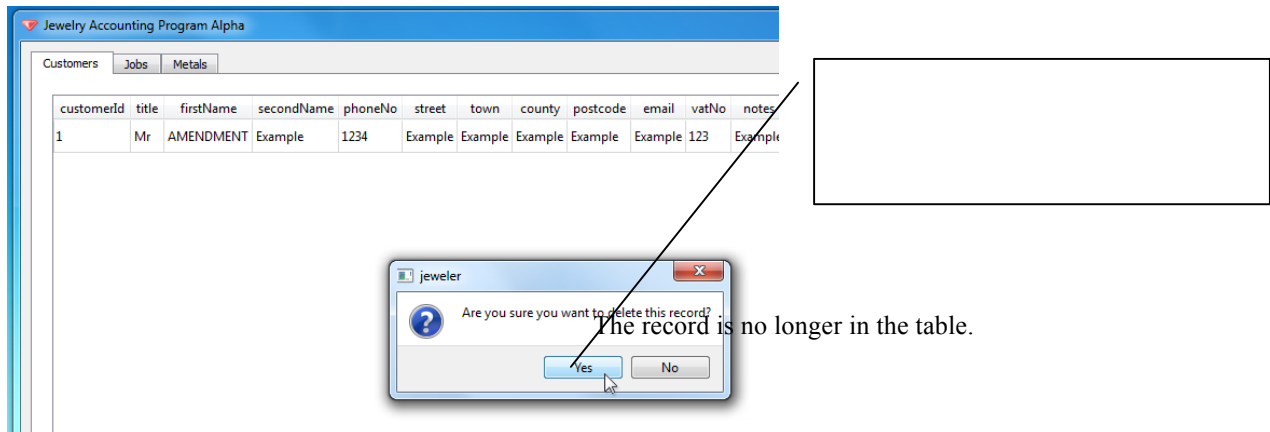 Jewelry Accounting Program Alpha
Customers Jobs Metals
customerId title firstName secondName phoneNo street town county postcode email vatNo notes
1 Mr AMENDMENT Example 1234 Example Example Example Example Example 123 Example
jeweler
Are you sure you want to delete this record?
The record is no longer in the table.
Yes No